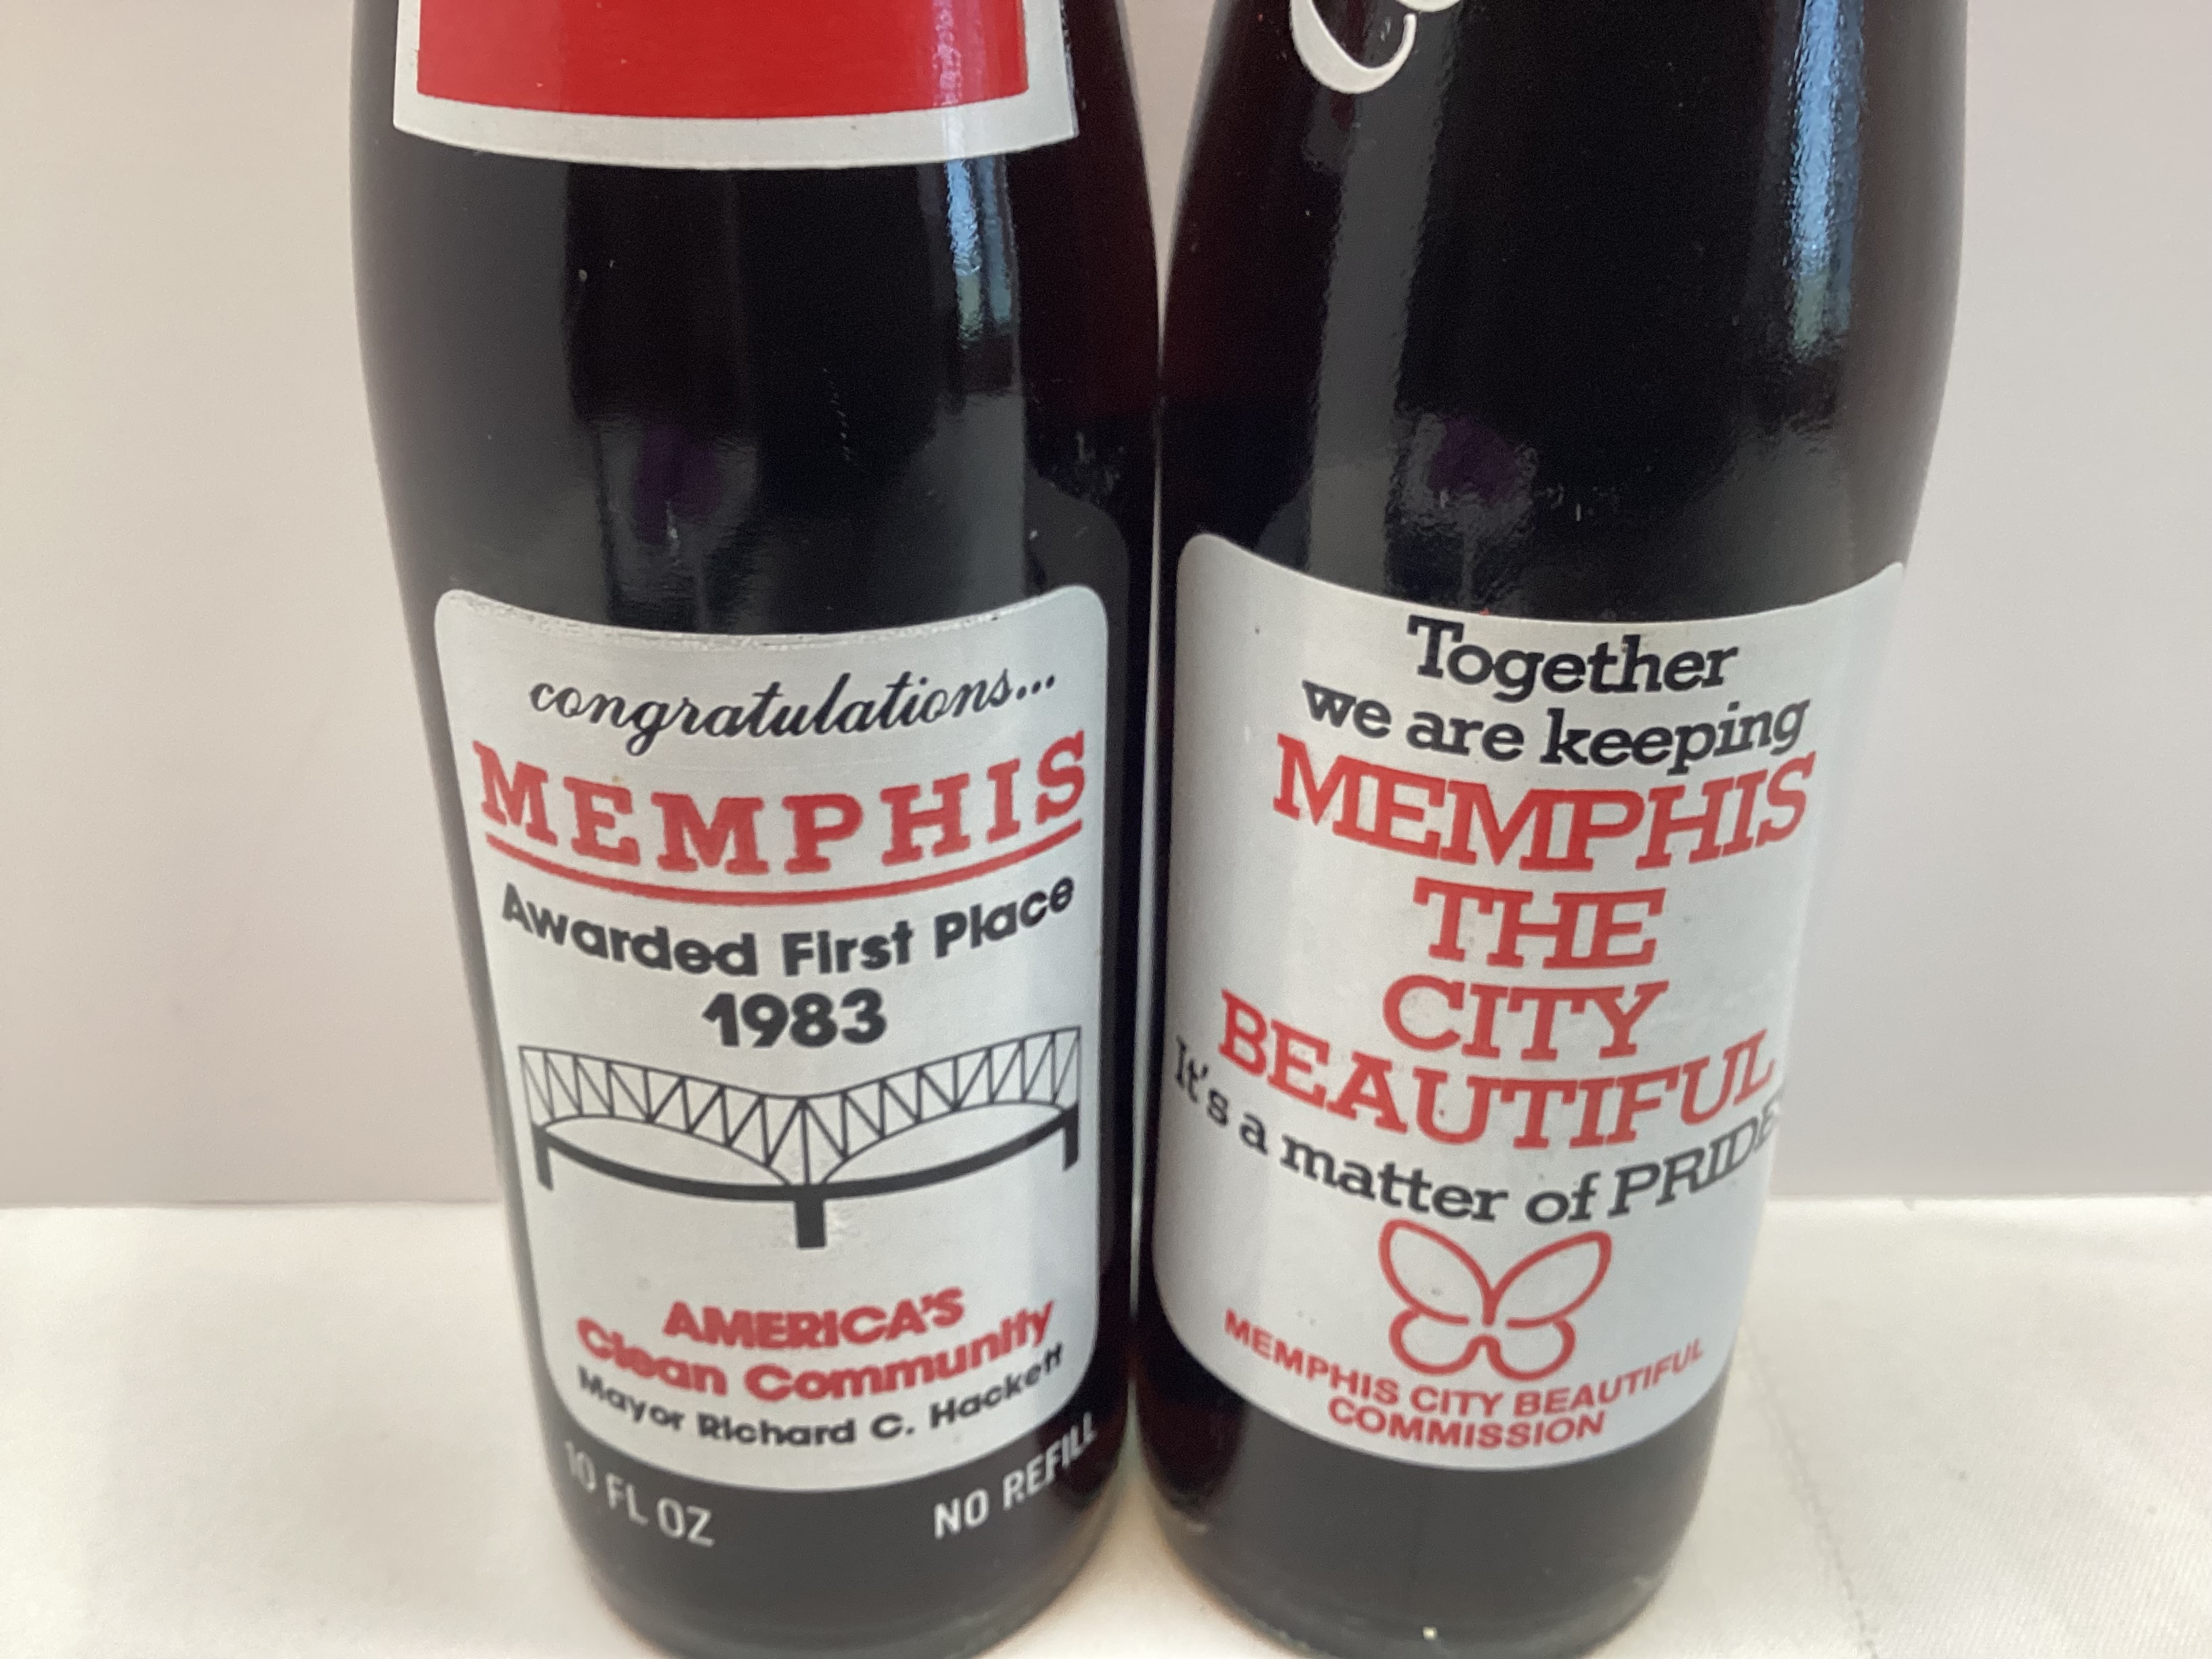 congratulations...
MEMPHIS
Awarded First Place
1983
AMERICA'S
Clean Community
Mayor Richard C. Hackett
10 FL OZ NO REFILL
Together
we are keeping
MEMPHIS
THE
CITY
BEAUTIFUL
It's a matter of PRIDE
MEMPHIS CITY BEAUTIFUL
COMMISSION